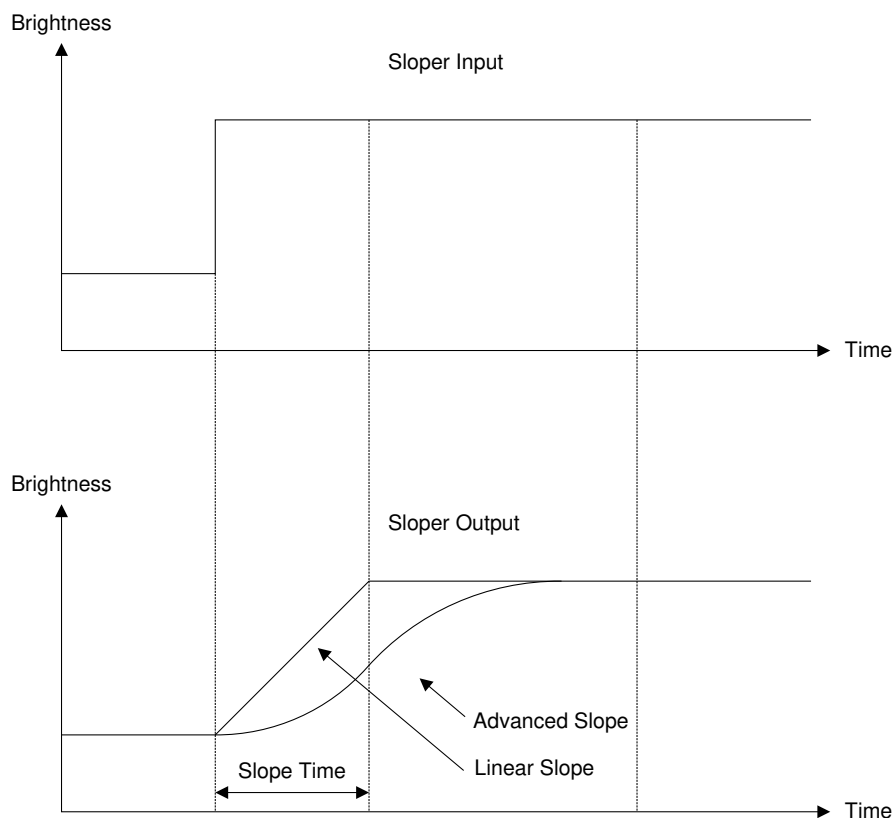 Brightness
Sloper Input
Time
Brightness
Sloper Output
Advanced Slope
Linear Slope
Slope Time
Time